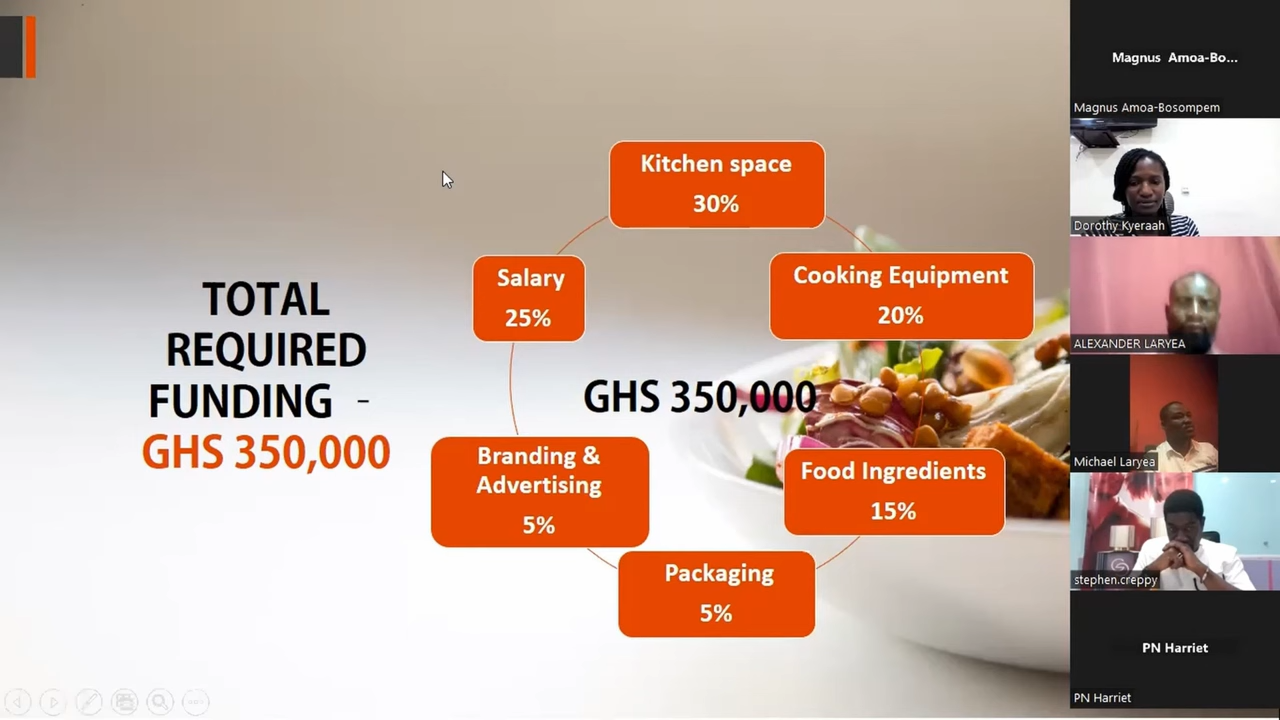 TOTAL
REQUIRED
FUNDING -
GHS 350,000
Kitchen space
30%
Cooking Equipment
20%
Food Ingredients
15%
Packaging
5%
Branding &
Advertising
5%
Salary
25%
GHS 350,000
Magnus Amoa-Bo...
Magnus Amoa-Bosompem
Dorothy Kyeraah
ALEXANDER LARYEA
Michael Laryea
stephen.creppy
PN Harriet
PN Harriet